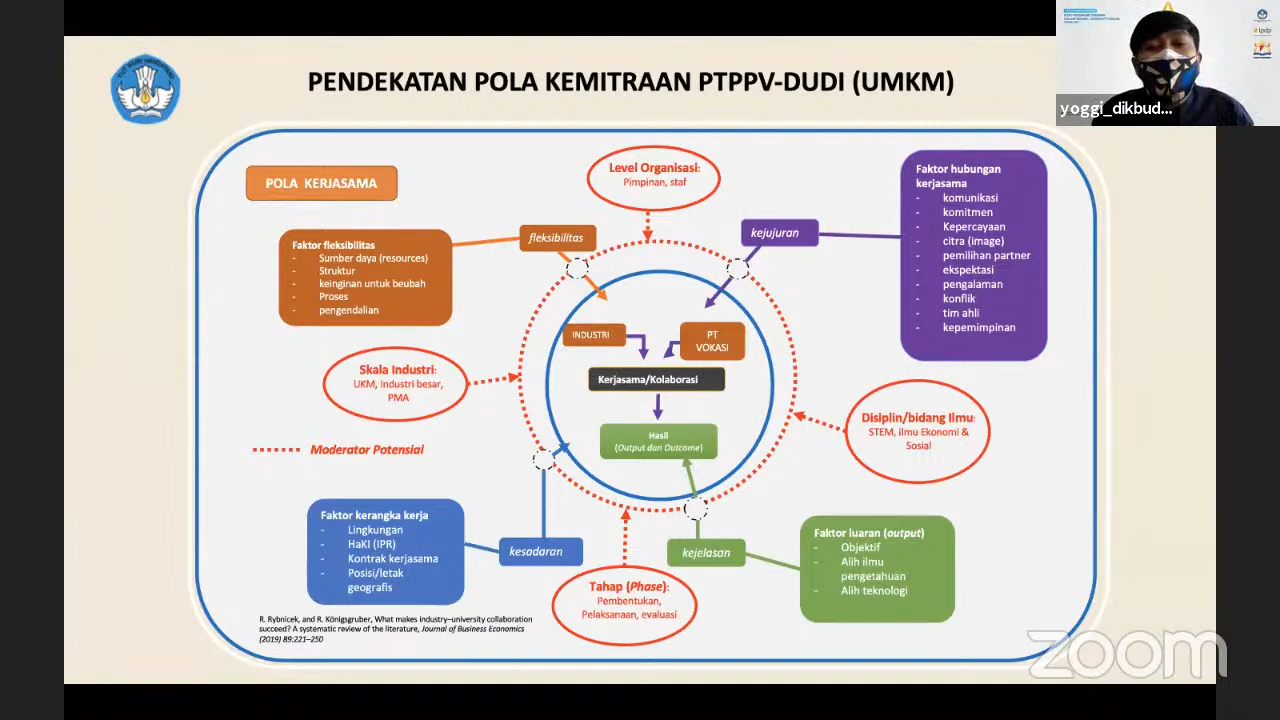 PENDEKATAN POLA KEMITRAAN PTPPV-DUDI (UMKM)
yoggi_dikbud...
lpdp
POLA KERJASAMA
Level Organisasi:
Pimpinan, staf
fleksibilitas
kejujuran
Faktor hubungan
kerjasama
- komunikasi
- komitmen
- Kepercayaan
- citra (image)
- pemilihan partner
- ekspektasi
- pengalaman
- konflik
- tim ahli
- kepemimpinan
Faktor fleksibilitas
- Sumber daya (resources)
- Struktur
- keinginan untuk beubah
- Proses
- pengendalian
INDUSTRI
PT
VOKASI
Kerjasama/Kolaborasi
Hasil
(Output dan Outcome)
Skala Industri:
UKM, Industri besar,
PMA
Disiplin/bidang Ilmu:
STEM, ilmu Ekonomi &
Sosial
Moderator Potensial
Faktor kerangka kerja
- Lingkungan
- HaKI (IPR)
- Kontrak kerjasama
- Posisi/letak
geografis
kesadaran
kejelasan
Faktor luaran (output)
- Objektif
- Alih ilmu
pengetahuan
- Alih teknologi
Tahap (Phase):
Pembentukan,
Pelaksanaan, evaluasi
R. Rybnicek, and R. Königsgruber, What makes industry–university collaboration
succeed? A systematic review of the literature, Journal of Business Economics
(2019) 89:221–250
zoom